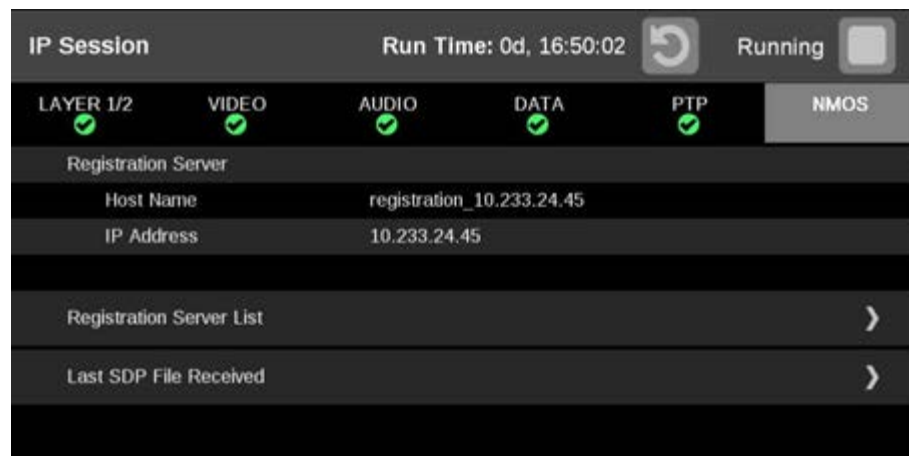 IP Session Run Time: 0d, 16:50:02 Running
LAYER 1/2 VIDEO AUDIO DATA PTP NMOS
Registration Server
Host Name registration_10.233.24.45
IP Address 10.233.24.45
Registration Server List
Last SDP File Received